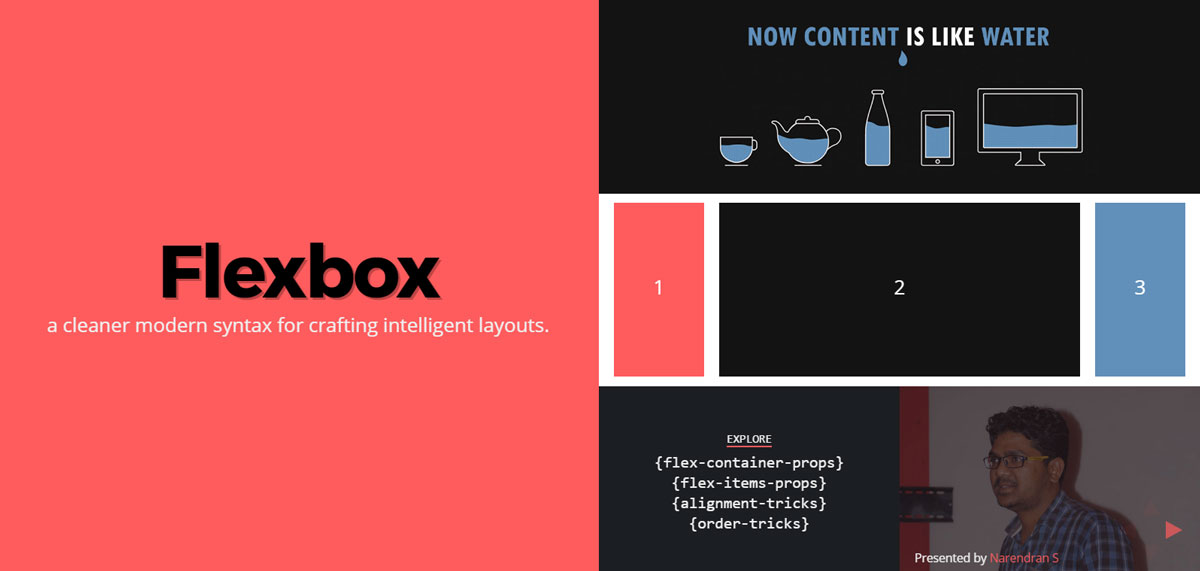 Flexbox
a cleaner modern syntax for crafting intelligent layouts.
NOW CONTENT IS LIKE WATER
1
2
3
EXPLORE
{flex-container-props}
{flex-items-props}
{alignment-tricks}
{order-tricks}
Presented by Narendran S